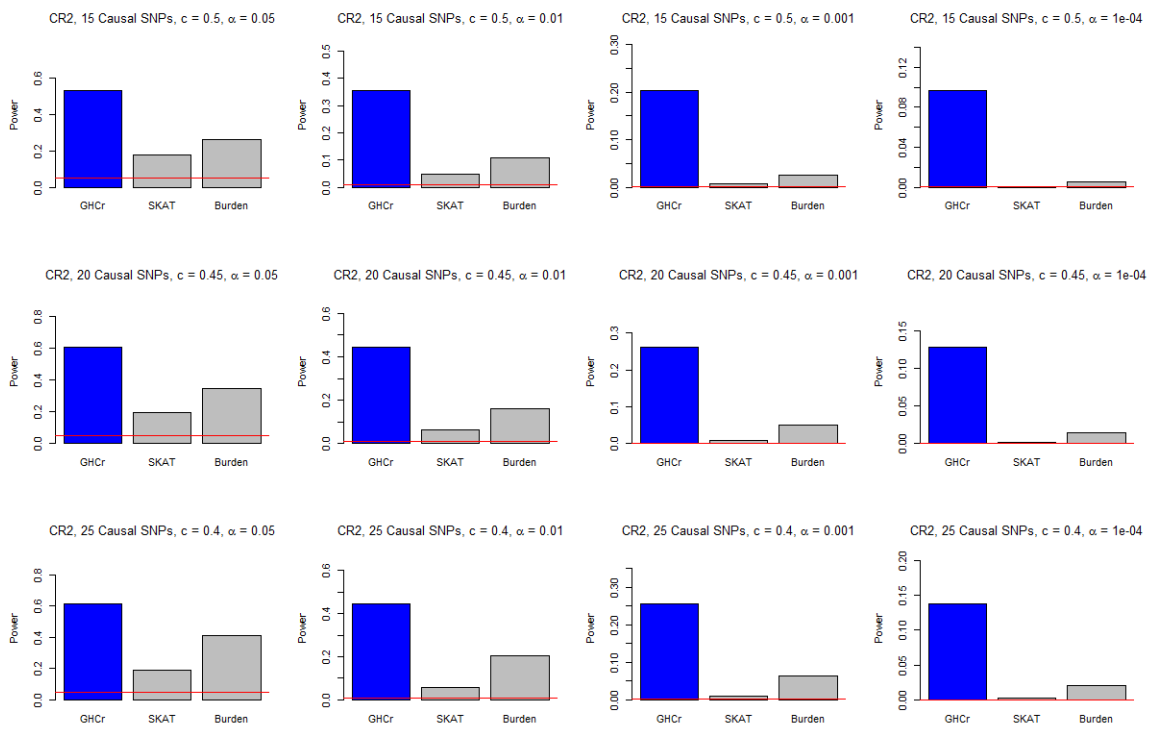 CR2, 15 Causal SNPs, c = 0.5, α = 0.05
Power
0.0 0.2 0.4 0.6
GHCr SKAT Burden
CR2, 15 Causal SNPs, c = 0.5, α = 0.01
Power
0.0 0.1 0.2 0.3 0.4 0.5
GHCr SKAT Burden
CR2, 15 Causal SNPs, c = 0.5, α = 0.001
Power
0.00 0.10 0.20 0.30
GHCr SKAT Burden
CR2, 15 Causal SNPs, c = 0.5, α = 1e-04
Power
0.00 0.04 0.08 0.12
GHCr SKAT Burden
CR2, 20 Causal SNPs, c = 0.45, α = 0.05
Power
0.0 0.2 0.4 0.6 0.8
GHCr SKAT Burden
CR2, 20 Causal SNPs, c = 0.45, α = 0.01
Power
0.0 0.2 0.4 0.6
GHCr SKAT Burden
CR2, 20 Causal SNPs, c = 0.45, α = 0.001
Power
0.0 0.1 0.2 0.3
GHCr SKAT Burden
CR2, 20 Causal SNPs, c = 0.45, α = 1e-04
Power
0.00 0.05 0.10 0.15
GHCr SKAT Burden
CR2, 25 Causal SNPs, c = 0.4, α = 0.05
Power
0.0 0.2 0.4 0.6 0.8
GHCr SKAT Burden
CR2, 25 Causal SNPs, c = 0.4, α = 0.01
Power
0.0 0.2 0.4 0.6
GHCr SKAT Burden
CR2, 25 Causal SNPs, c = 0.4, α = 0.001
Power
0.00 0.10 0.20 0.30
GHCr SKAT Burden
CR2, 25 Causal SNPs, c = 0.4, α = 1e-04
Power
0.00 0.05 0.10 0.15 0.20
GHCr SKAT Burden